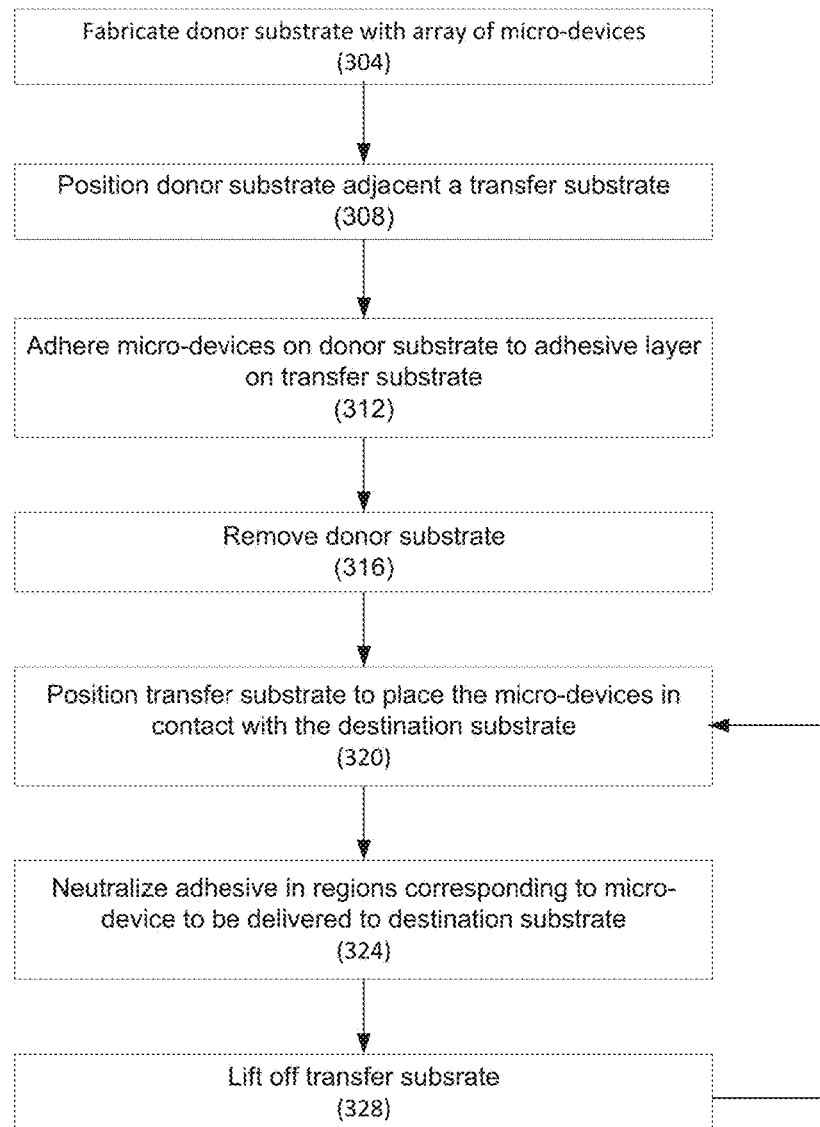 Fabricate donor substrate with array of micro-devices
(304)
Position donor substrate adjacent a transfer substrate
(308)
Adhere micro-devices on donor substrate to adhesive layer
on transfer substrate
(312)
Remove donor substrate
(316)
Position transfer substrate to place the micro-devices in
contact with the destination substrate
(320)
Neutralize adhesive in regions corresponding to micro-
device to be delivered to destination substrate
(324)
Lift off transfer subsrate
(328)